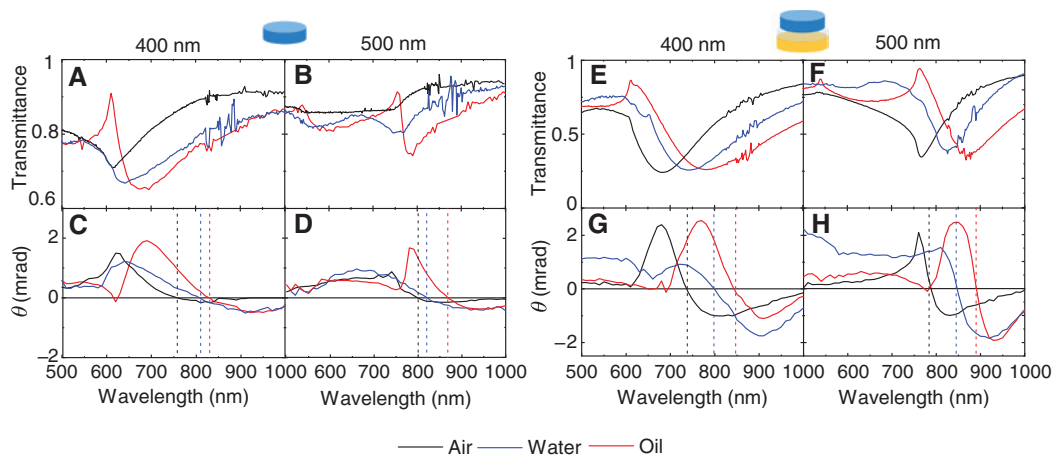 400 nm
500 nm
400 nm
500 nm
A
B
E
F
Transmittance
1
0.8
0.6
Transmittance
1
0.5
0
C
D
G
H
θ (mrad)
2
0
−2
θ (mrad)
2
0
−2
500 600 700 800 900 1000 600 700 800 900 1000
500 600 700 800 900 1000 600 700 800 900 1000
Wavelength (nm)
Wavelength (nm)
Wavelength (nm)
Wavelength (nm)
Air Water Oil